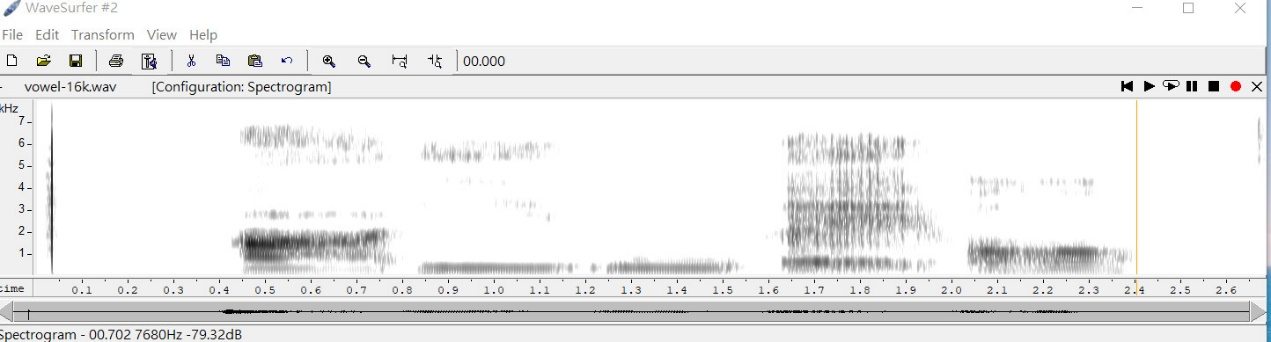 WaveSurfer #2
File Edit Transform View Help
00.000
vowel-16k.wav [Configuration: Spectrogram]
kHz
7
6
5
4
3
2
1
time 0.1 0.2 0.3 0.4 0.5 0.6 0.7 0.8 0.9 1.0 1.1 1.2 1.3 1.4 1.5 1.6 1.7 1.8 1.9 2.0 2.1 2.2 2.3 2.4 2.5 2.6
Spectrogram - 00.702 7680Hz -79.32dB